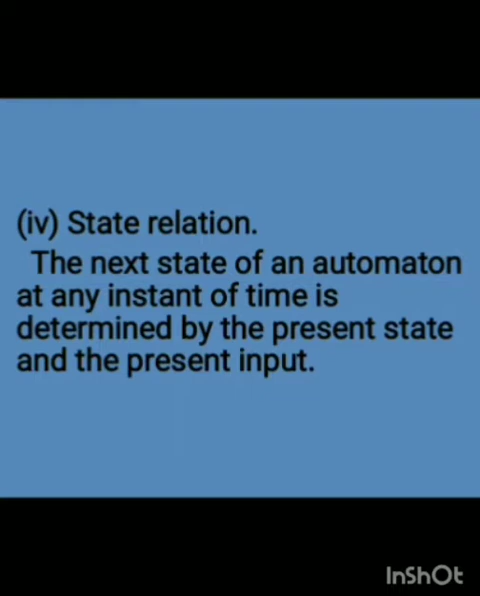 (iv) State relation.
The next state of an automaton
at any instant of time is
determined by the present state
and the present input.
InShOt